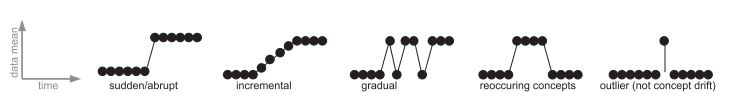 data mean
time
sudden/abrupt
incremental
gradual
reoccuring concepts
outlier (not concept drift)